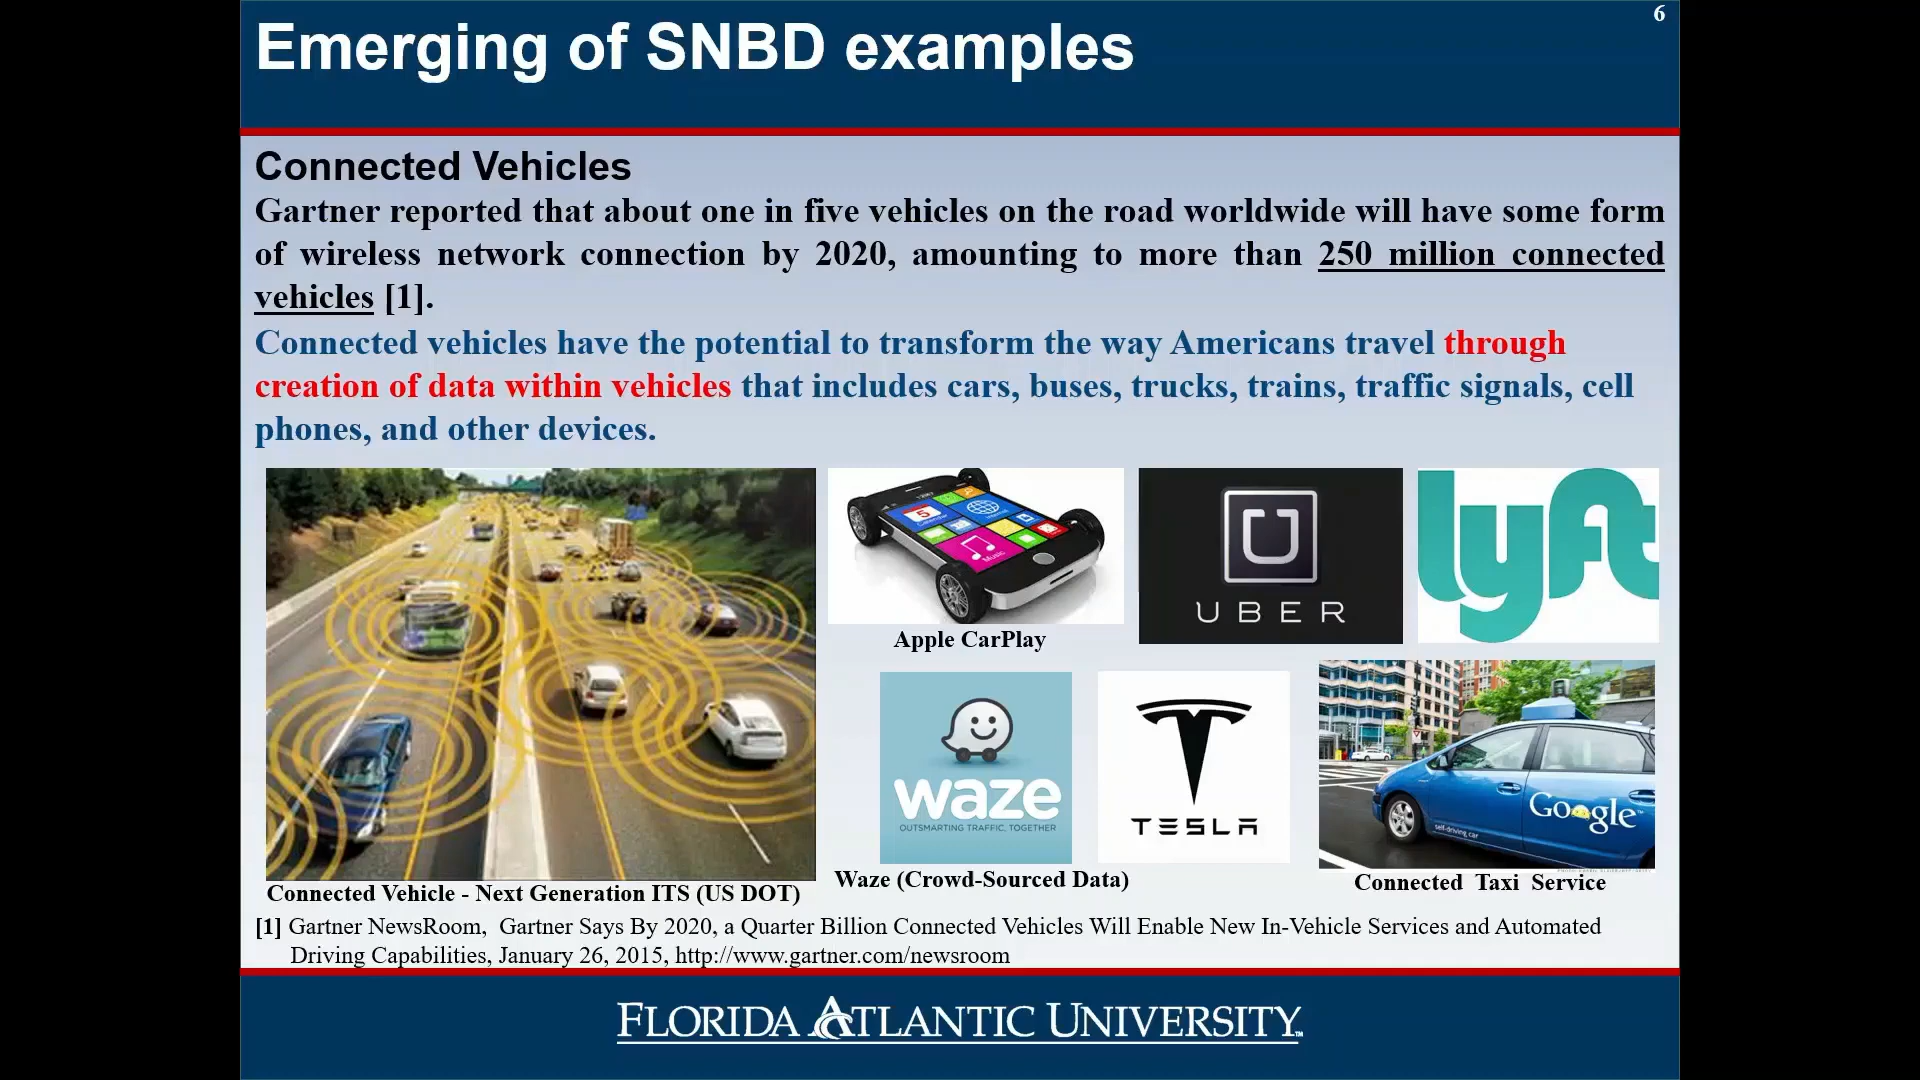 6
Emerging of SNBD examples
Connected Vehicles
Gartner reported that about one in five vehicles on the road worldwide will have some form
of wireless network connection by 2020, amounting to more than 250 million connected
vehicles [1].
Connected vehicles have the potential to transform the way Americans travel through
creation of data within vehicles that includes cars, buses, trucks, trains, traffic signals, cell
phones, and other devices.
5
Music
Apple CarPlay
UBER
lyft
waze
OUTSMARTING TRAFFIC, TOGETHER
Waze (Crowd-Sourced Data)
TESLA
Google
self-driving car
Connected Taxi Service
Connected Vehicle - Next Generation ITS (US DOT)
[1] Gartner NewsRoom, Gartner Says By 2020, a Quarter Billion Connected Vehicles Will Enable New In-Vehicle Services and Automated
Driving Capabilities, January 26, 2015, http://www.gartner.com/newsroom
FLORIDA ATLANTIC UNIVERSITY™